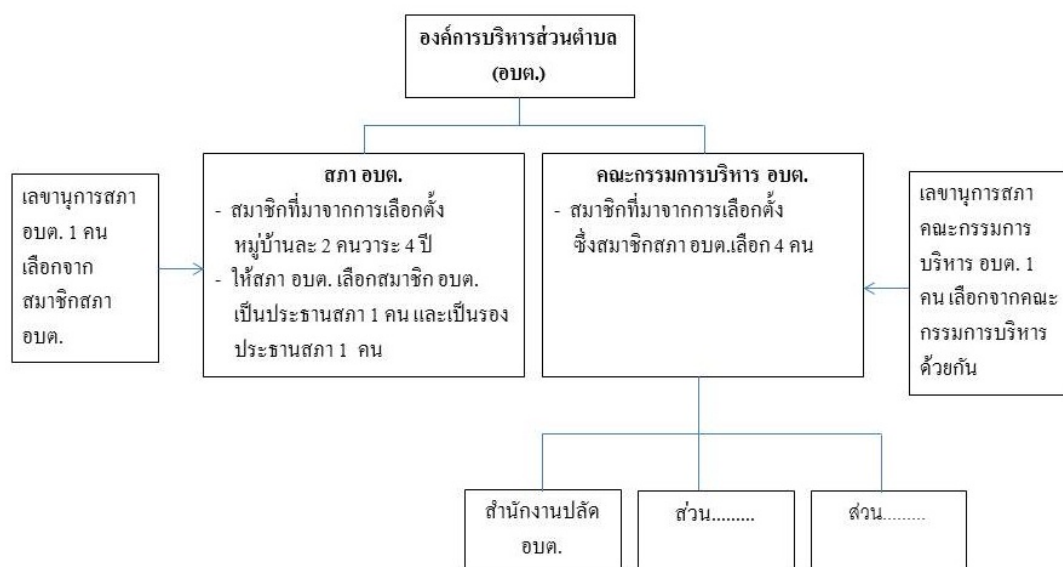 องค์การบริหารส่วนตำบล
(อบต.)
สภา อบต.
- สมาชิกที่มาจากการเลือกตั้ง
หมู่บ้านละ 2 คนวาระ 4 ปี
- ให้สภา อบต. เลือกสมาชิก อบต.
เป็นประธานสภา 1 คน และเป็นรอง
ประธานสภา 1 คน
คณะกรรมการบริหาร อบต.
- สมาชิกที่มาจากการเลือกตั้ง
ซึ่งสมาชิกสภา อบต.เลือก 4 คน
เลขานุการสภา
อบต. 1 คน
เลือกจาก
สมาชิกสภา
อบต.
เลขานุการสภา
คณะกรรมการ
บริหาร อบต. 1
คน เลือกจากคณะ
กรรมการบริหาร
ด้วยกัน
สำนักงานปลัด
อบต.
ส่วน.........
ส่วน.........